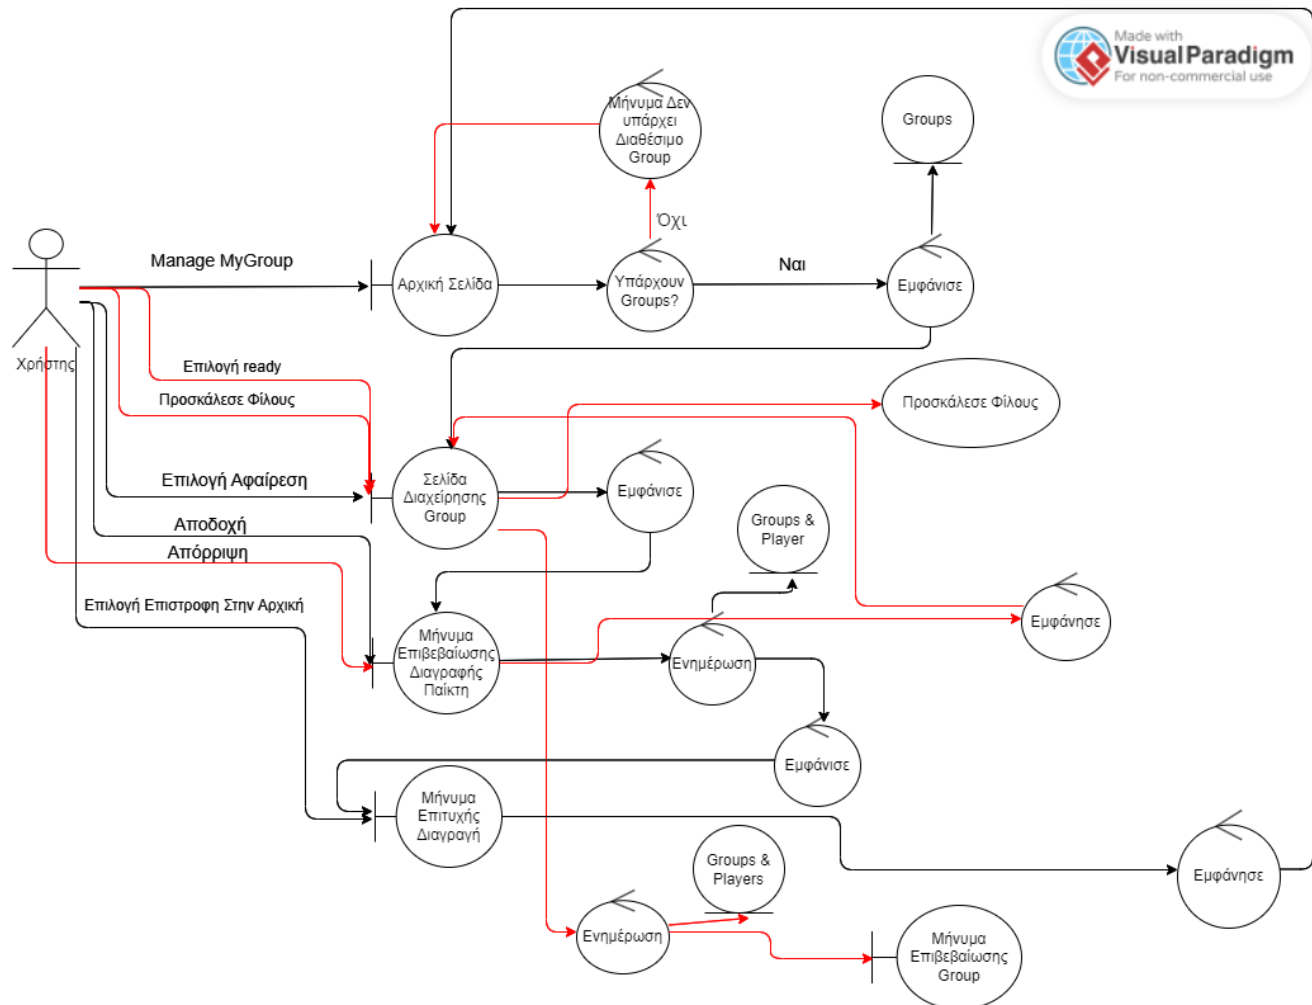 Made with
Visual Paradigm
For non-commercial use
Μήνυμα Δεν
υπάρχει
Διαθέσιμο
Group
Groups
Όχι
Manage MyGroup
Αρχική Σελίδα
Υπάρχουν
Groups?
Ναι
Εμφάνισε
Χρήστης
Επιλογή ready
Προσκάλεσε Φίλους
Προσκάλεσε Φίλους
Επιλογή Αφαίρεση
Σελίδα
Διαχείρησης
Group
Εμφάνισε
Αποδοχή
Απόρριψη
Groups &
Player
Επιλογή Επιστροφη Στην Αρχική
Μήνυμα
Επιβεβαίωσης
Διαγραφής
Παίκτη
Ενημέρωση
Εμφάνησε
Εμφάνισε
Μήνυμα
Επιτυχής
Διαγραγή
Groups &
Players
Εμφάνησε
Ενημέρωση
Μήνυμα
Επιβεβαίωσης
Group